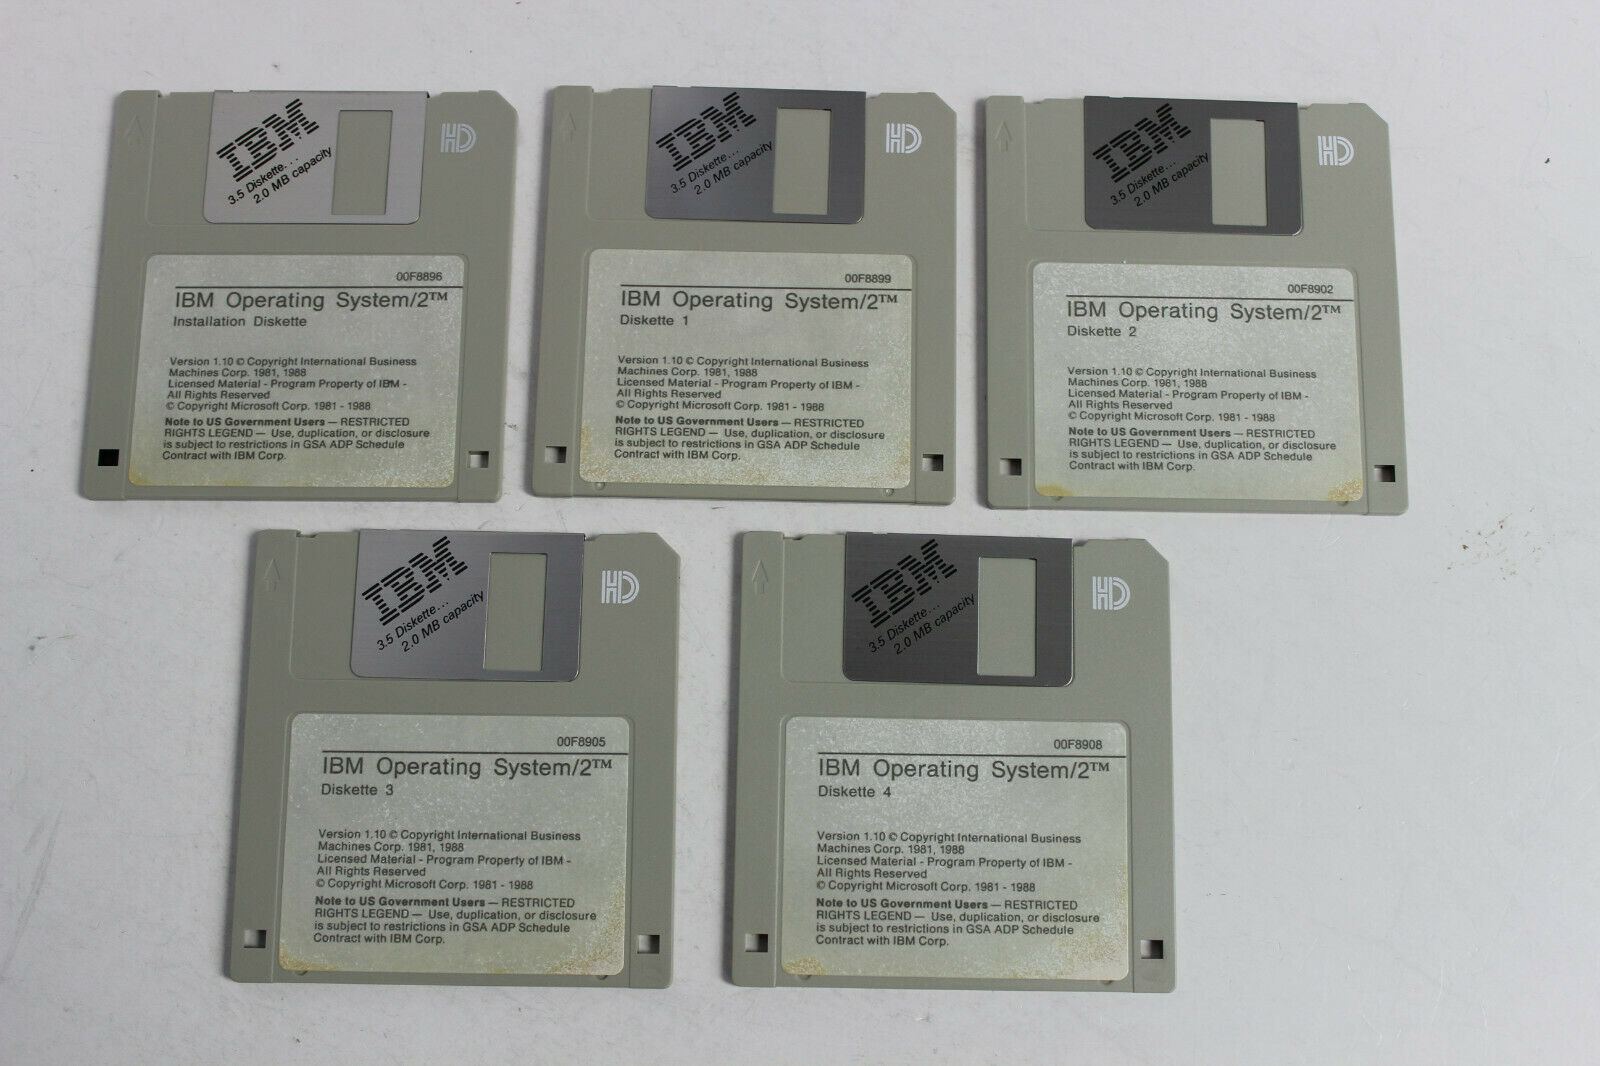 IBM
3.5 Diskette...
2.0 MB capacity
HD
00F8896
IBM Operating System/2™
Installation Diskette
Version 1.10 © Copyright International Business
Machines Corp. 1981, 1988
Licensed Material - Program Property of IBM -
All Rights Reserved
© Copyright Microsoft Corp. 1981 - 1988
Note to US Government Users — RESTRICTED
RIGHTS LEGEND — Use, duplication, or disclosure
is subject to restrictions in GSA ADP Schedule
Contract with IBM Corp.
IBM
3.5 Diskette...
2.0 MB capacity
HD
00F8899
IBM Operating System/2™
Diskette 1
Version 1.10 © Copyright International Business
Machines Corp. 1981, 1988
Licensed Material - Program Property of IBM -
All Rights Reserved
© Copyright Microsoft Corp. 1981 - 1988
Note to US Government Users — RESTRICTED
RIGHTS LEGEND — Use, duplication, or disclosure
is subject to restrictions in GSA ADP Schedule
Contract with IBM Corp.
IBM
3.5 Diskette...
2.0 MB capacity
HD
00F8902
IBM Operating System/2™
Diskette 2
Version 1.10 © Copyright International Business
Machines Corp. 1981, 1988
Licensed Material - Program Property of IBM -
All Rights Reserved
© Copyright Microsoft Corp. 1981 - 1988
Note to US Government Users — RESTRICTED
RIGHTS LEGEND — Use, duplication, or disclosure
is subject to restrictions in GSA ADP Schedule
Contract with IBM Corp.
IBM
3.5 Diskette...
2.0 MB capacity
HD
00F8905
IBM Operating System/2™
Diskette 3
Version 1.10 © Copyright International Business
Machines Corp. 1981, 1988
Licensed Material - Program Property of IBM -
All Rights Reserved
© Copyright Microsoft Corp. 1981 - 1988
Note to US Government Users — RESTRICTED
RIGHTS LEGEND — Use, duplication, or disclosure
is subject to restrictions in GSA ADP Schedule
Contract with IBM Corp.
IBM
3.5 Diskette...
2.0 MB capacity
HD
00F8908
IBM Operating System/2™
Diskette 4
Version 1.10 © Copyright International Business
Machines Corp. 1981, 1988
Licensed Material - Program Property of IBM -
All Rights Reserved
© Copyright Microsoft Corp. 1981 - 1988
Note to US Government Users — RESTRICTED
RIGHTS LEGEND — Use, duplication, or disclosure
is subject to restrictions in GSA ADP Schedule
Contract with IBM Corp.